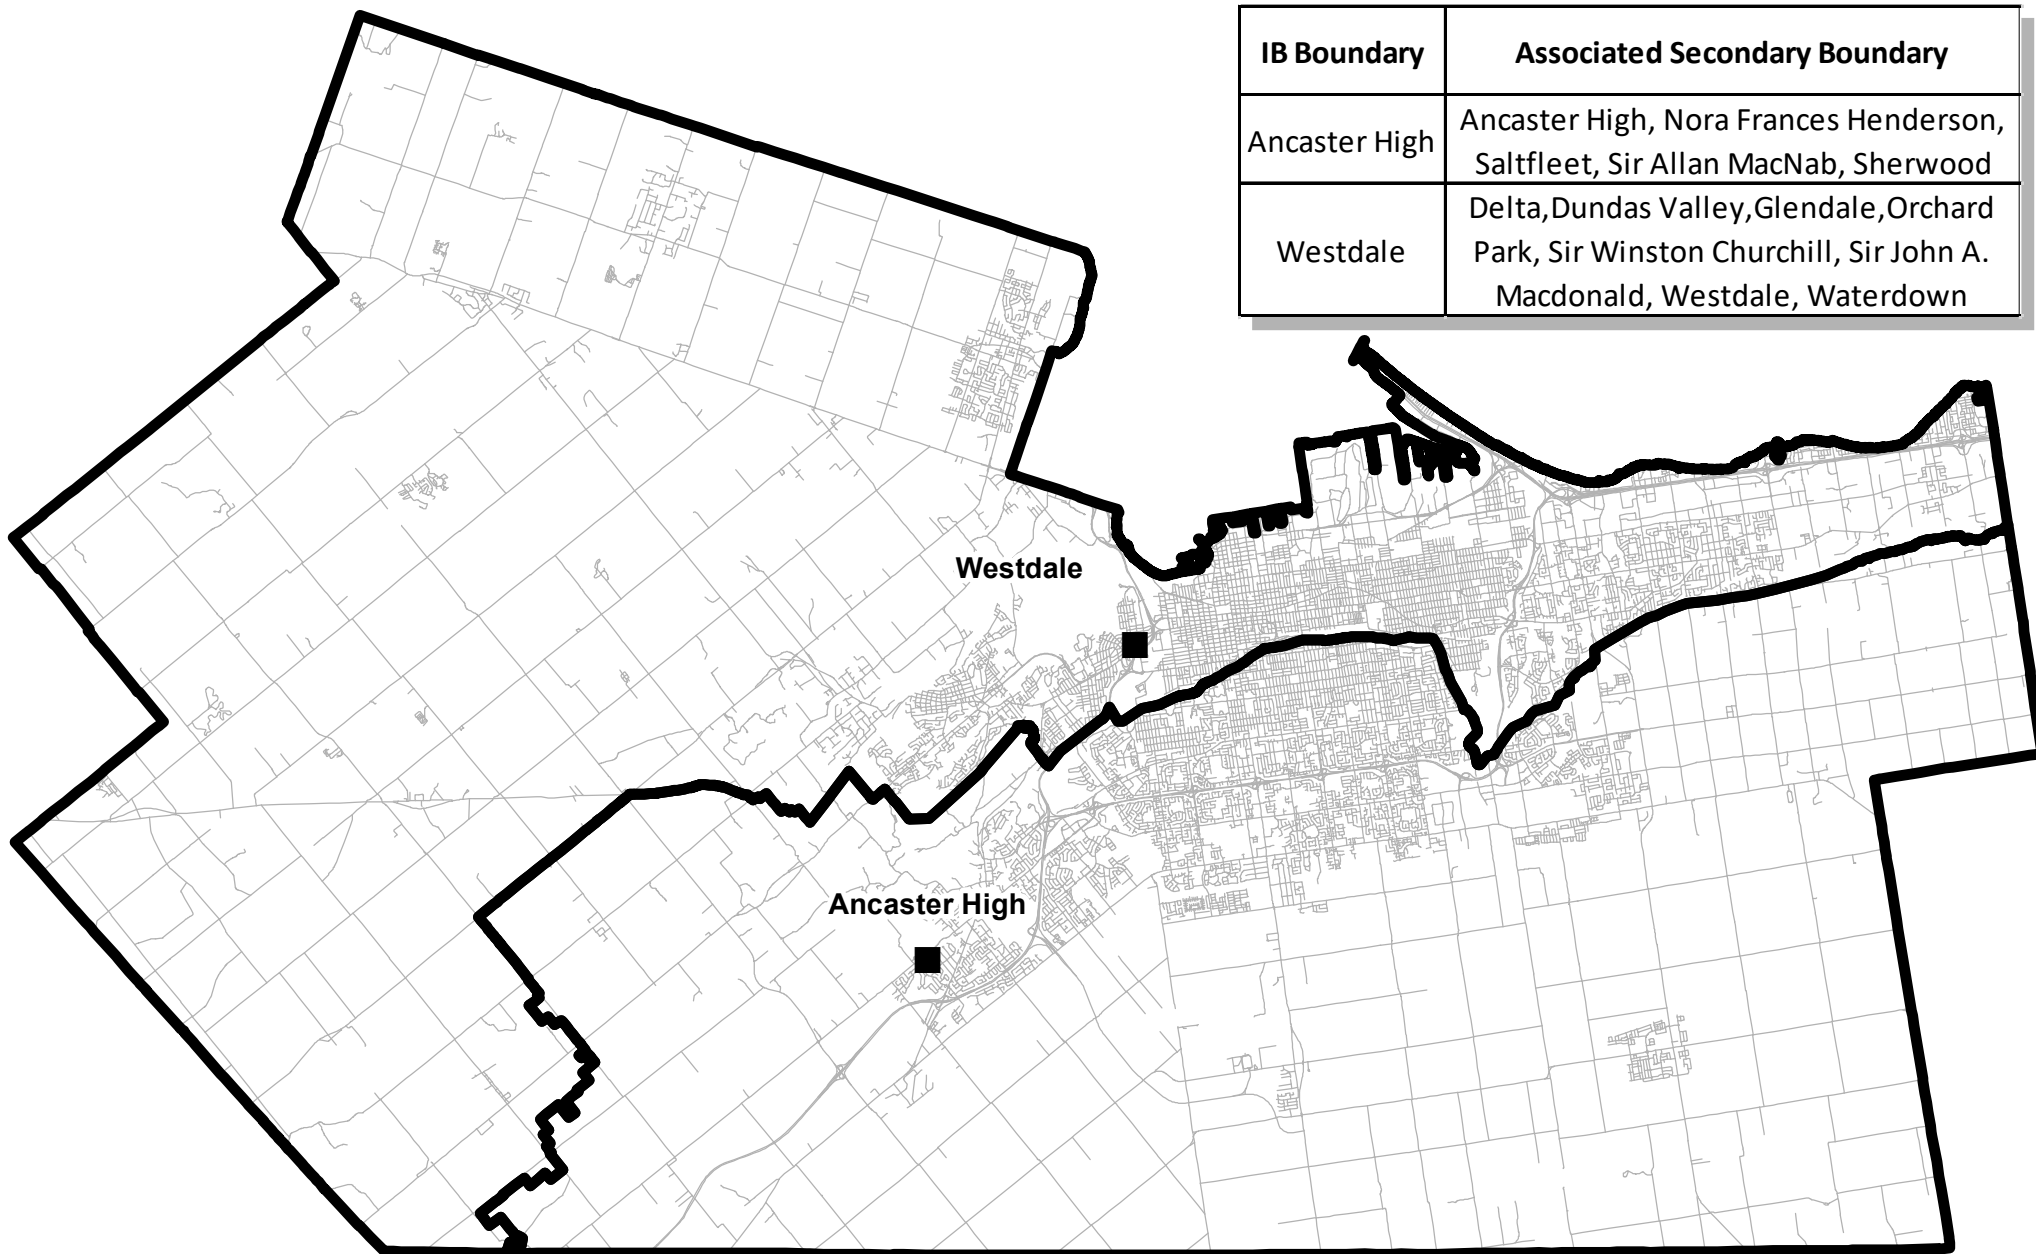 IB Boundary
Associated Secondary Boundary
Ancaster High
Ancaster High, Nora Frances Henderson,
Saltfleet, Sir Allan MacNab, Sherwood
Westdale
Delta,Dundas Valley,Glendale,Orchard
Park, Sir Winston Churchill, Sir John A.
Macdonald, Westdale, Waterdown
Westdale
Ancaster High